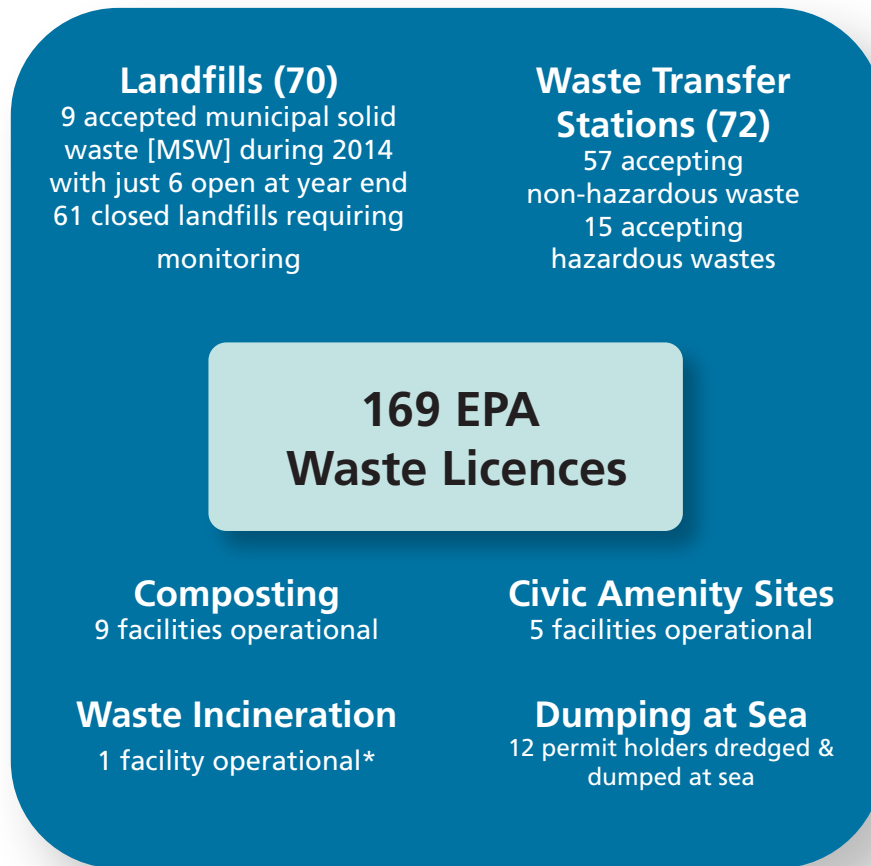 Landfills (70)
9 accepted municipal solid
waste [MSW] during 2014
with just 6 open at year end
61 closed landfills requiring
monitoring
Waste Transfer
Stations (72)
57 accepting
non-hazardous waste
15 accepting
hazardous wastes
169 EPA
Waste Licences
Composting
9 facilities operational
Civic Amenity Sites
5 facilities operational
Waste Incineration
1 facility operational*
Dumping at Sea
12 permit holders dredged &
dumped at sea